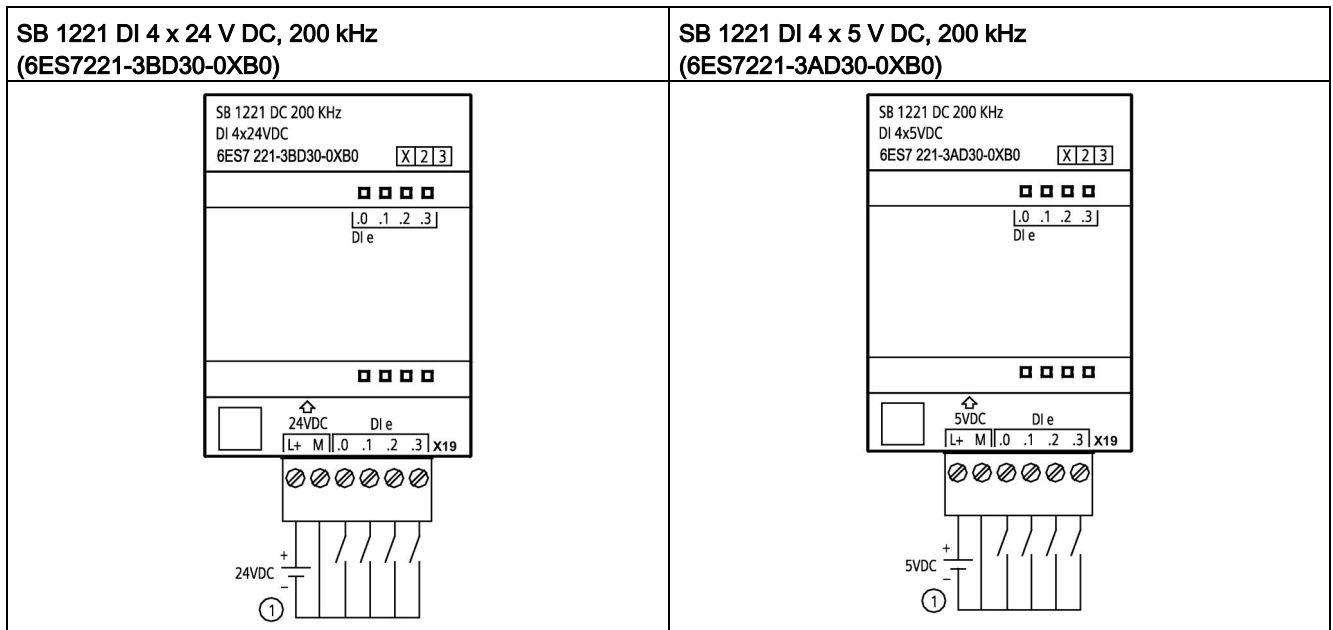 SB 1221 DI 4 x 24 V DC, 200 kHz
(6ES7221-3BD30-0XB0)
SB 1221 DC 200 KHz
DI 4x24VDC
6ES7 221-3BD30-0XB0 X 2 3
.0 .1 .2 .3
DI e
24VDC DI e
L+ M .0 .1 .2 .3 X19
+
24VDC
−
1
SB 1221 DI 4 x 5 V DC, 200 kHz
(6ES7221-3AD30-0XB0)
SB 1221 DC 200 KHz
DI 4x5VDC
6ES7 221-3AD30-0XB0 X 2 3
.0 .1 .2 .3
DI e
5VDC DI e
L+ M .0 .1 .2 .3 X19
+
5VDC
−
1